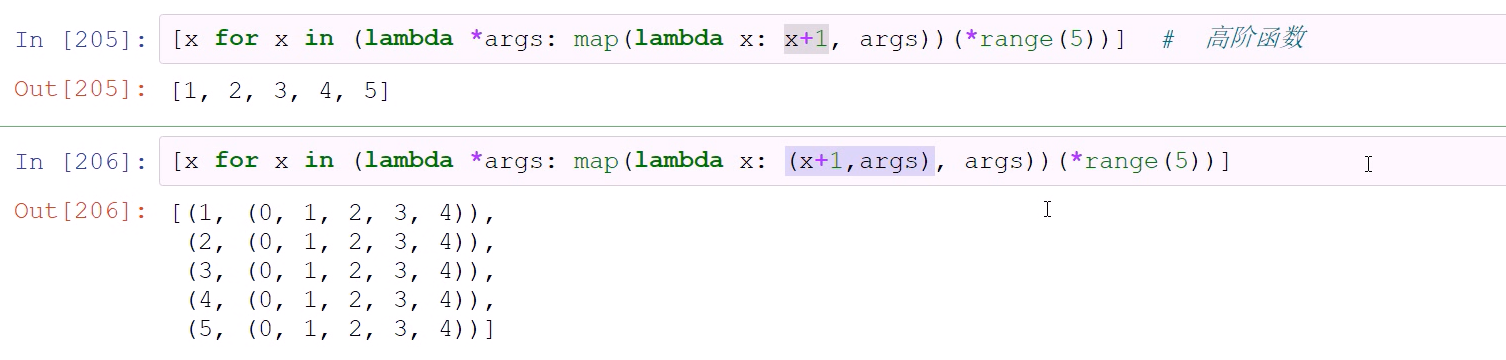 In [205]: [x for x in (lambda *args: map(lambda x: x+1, args))(*range(5))]  #  高阶函数
Out[205]: [1, 2, 3, 4, 5]
In [206]: [x for x in (lambda *args: map(lambda x: (x+1,args), args))(*range(5))]
Out[206]: [(1, (0, 1, 2, 3, 4)),
(2, (0, 1, 2, 3, 4)),
(3, (0, 1, 2, 3, 4)),
(4, (0, 1, 2, 3, 4)),
(5, (0, 1, 2, 3, 4))]